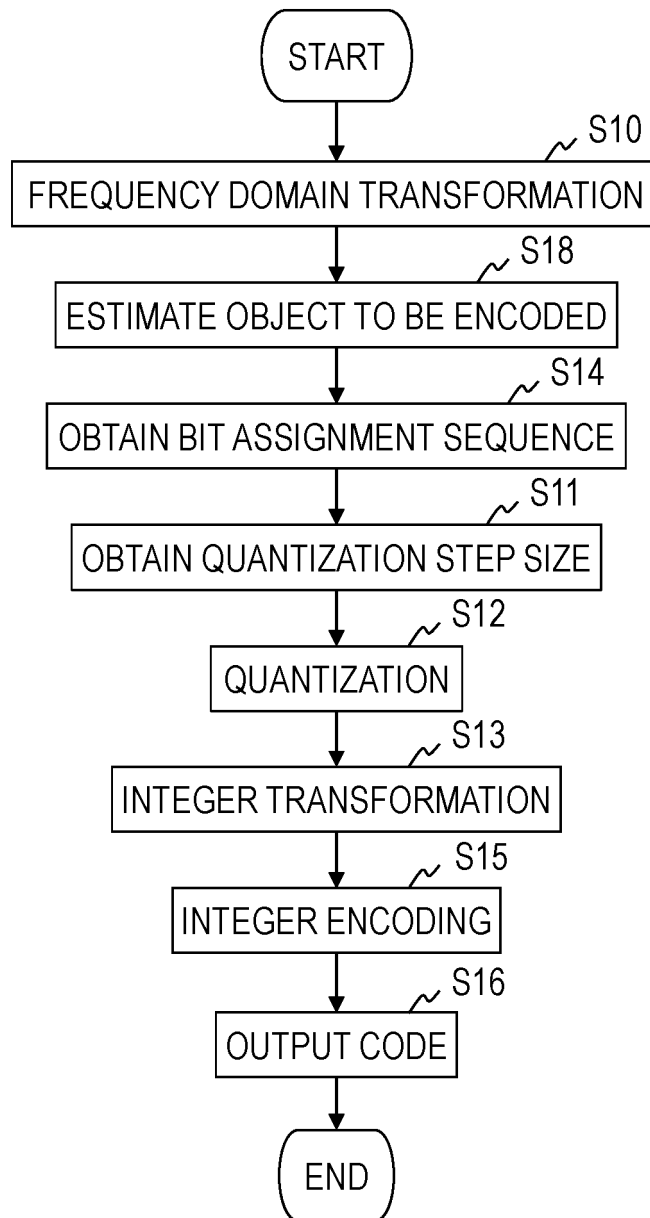 START
S10
FREQUENCY DOMAIN TRANSFORMATION
S18
ESTIMATE OBJECT TO BE ENCODED
S14
OBTAIN BIT ASSIGNMENT SEQUENCE
S11
OBTAIN QUANTIZATION STEP SIZE
S12
QUANTIZATION
S13
INTEGER TRANSFORMATION
S15
INTEGER ENCODING
S16
OUTPUT CODE
END